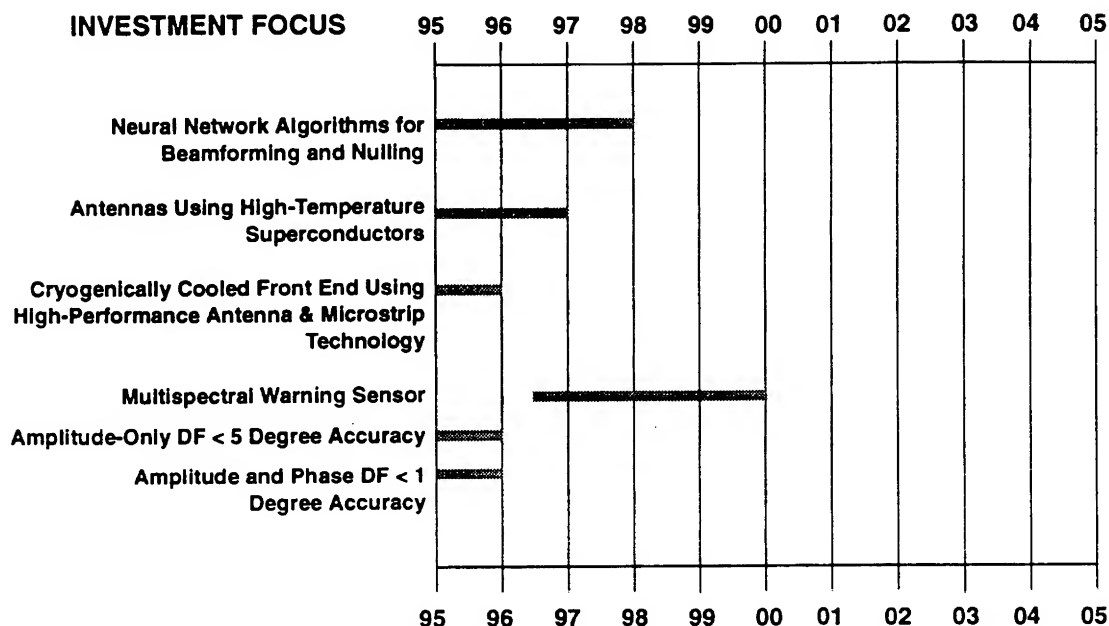 INVESTMENT FOCUS 95 96 97 98 99 00 01 02 03 04 05
Neural Network Algorithms for
Beamforming and Nulling
Antennas Using High-Temperature
Superconductors
Cryogenically Cooled Front End Using
High-Performance Antenna & Microstrip
Technology
Multispectral Warning Sensor
Amplitude-Only DF < 5 Degree Accuracy
Amplitude and Phase DF < 1
Degree Accuracy
95 96 97 98 99 00 01 02 03 04 05